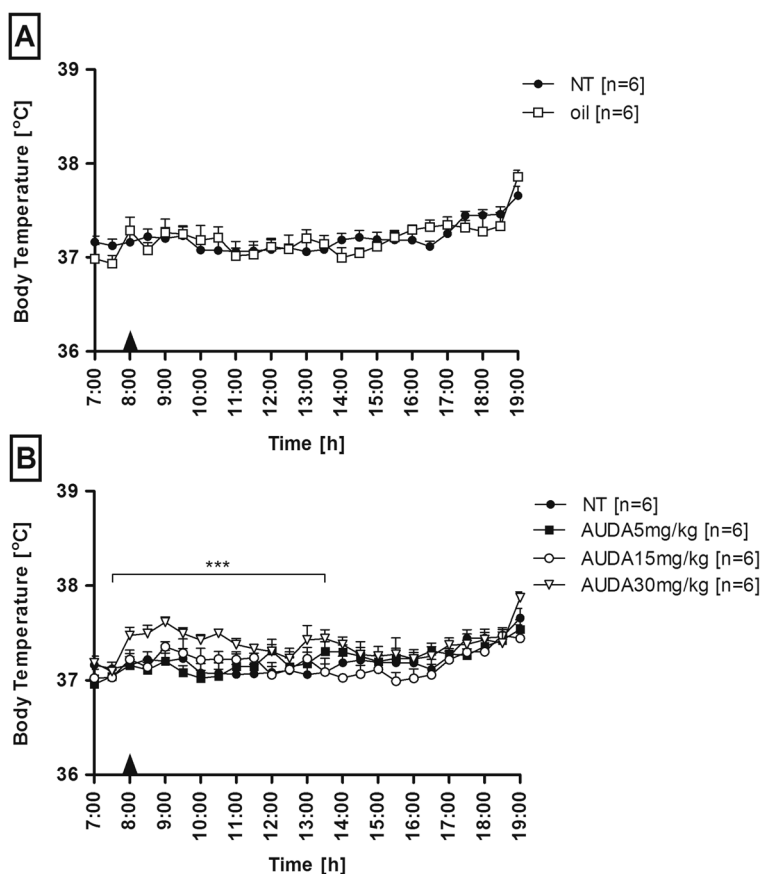 A
39
38
37
36
Body Temperature [°C]
NT [n=6]
oil [n=6]
7:00
8:00
9:00
10:00
11:00
12:00
13:00
14:00
15:00
16:00
17:00
18:00
19:00
Time [h]
B
39
38
37
36
Body Temperature [°C]
***
NT [n=6]
AUDA5mg/kg [n=6]
AUDA15mg/kg [n=6]
AUDA30mg/kg [n=6]
7:00
8:00
9:00
10:00
11:00
12:00
13:00
14:00
15:00
16:00
17:00
18:00
19:00
Time [h]